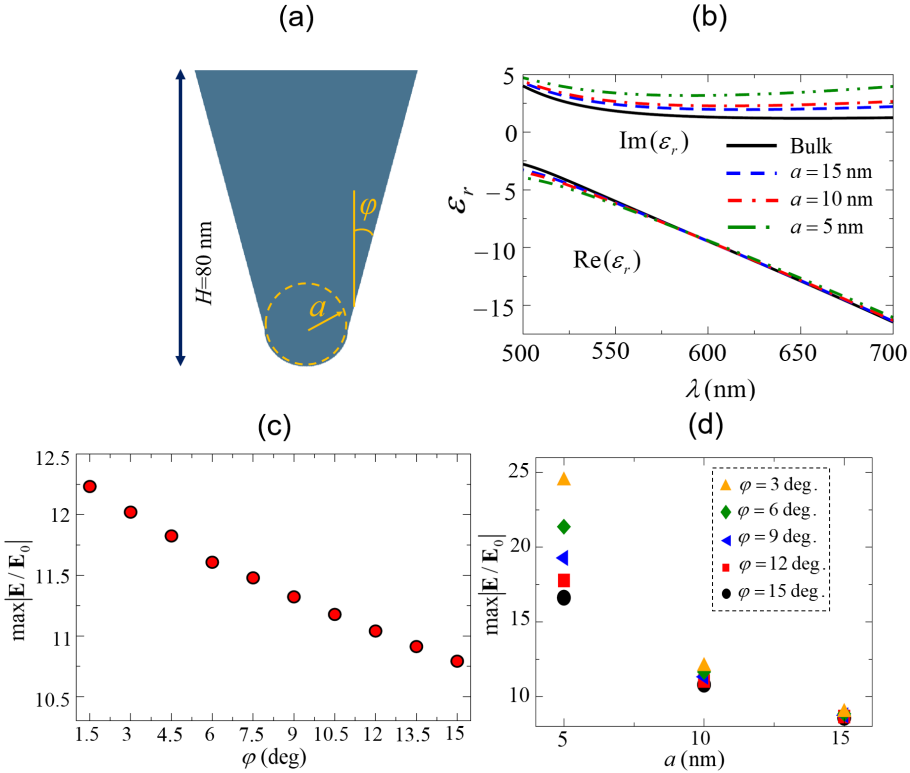 (a)
H=80 nm
φ
a
(b)
5
0
−5
−10
−15
ε_r
Im(ε_r)
Re(ε_r)
Bulk
a = 15 nm
a = 10 nm
a = 5 nm
500
550
600
650
700
λ (nm)
(c)
12.5
12
11.5
11
10.5
max|E / E₀|
1.5
3
4.5
6
7.5
9
10.5
12
13.5
15
φ (deg)
(d)
25
20
15
10
max|E / E₀|
φ = 3 deg.
φ = 6 deg.
φ = 9 deg.
φ = 12 deg.
φ = 15 deg.
5
10
15
a (nm)